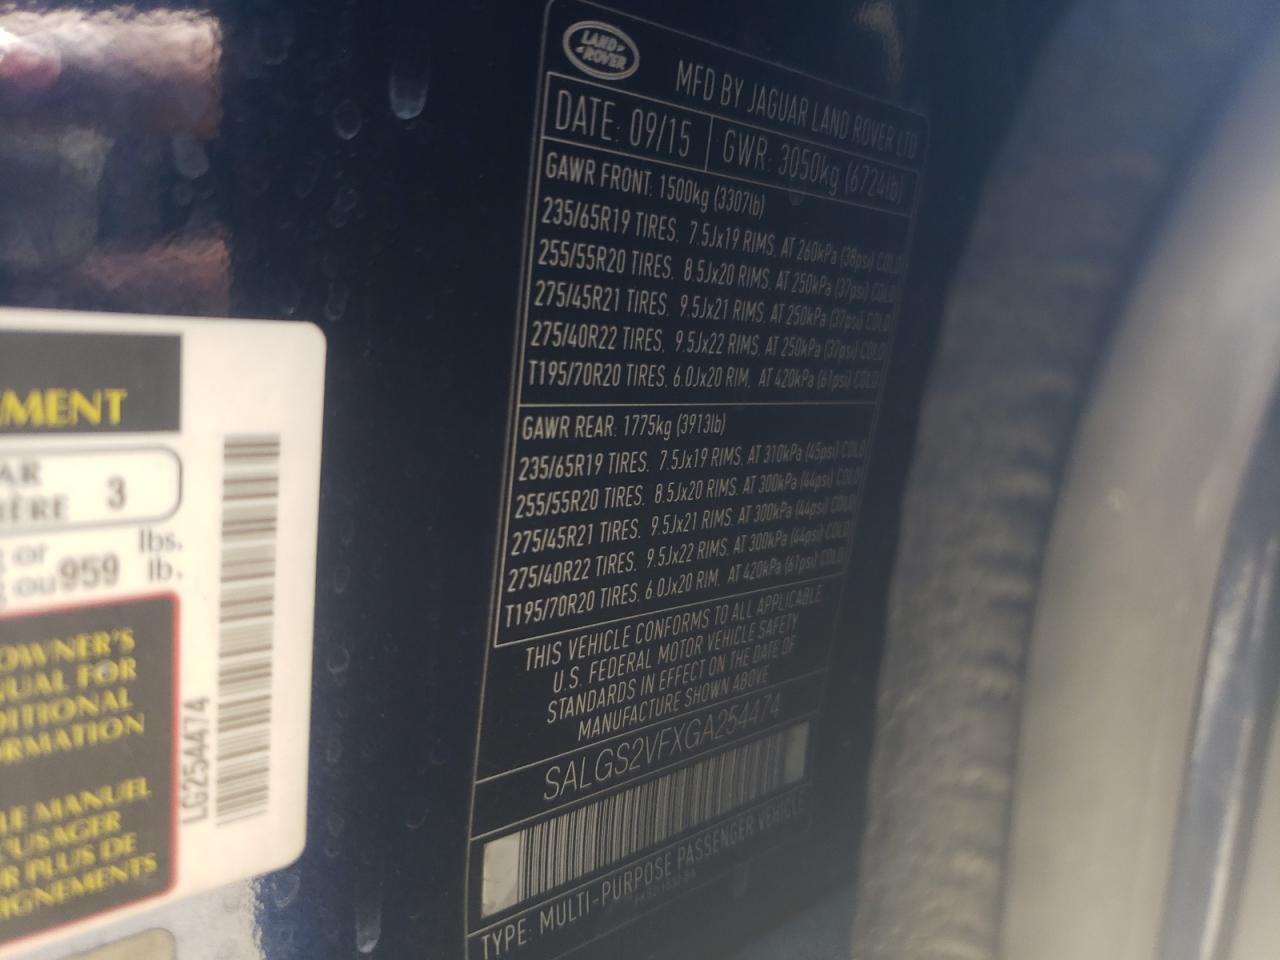 MENT
AR
IÈRE 3
or lbs.
ou 959 lb.
OWNER'S
UAL FOR
DITIONAL
RMATION
LE MANUEL
USAGER
R PLUS DE
IGNEMENTS
LG254474
LAND
ROVER
MFD BY JAGUAR LAND ROVER LTD
DATE: 09/15 GWR: 3050kg (6724lb)
GAWR FRONT: 1500kg (3307lb)
235/65R19 TIRES, 7.5Jx19 RIMS, AT 260kPa (38psi) COLD
255/55R20 TIRES, 8.5Jx20 RIMS, AT 250kPa (37psi) COLD
275/45R21 TIRES, 9.5Jx21 RIMS, AT 250kPa (37psi) COLD
275/40R22 TIRES, 9.5Jx22 RIMS, AT 250kPa (37psi) COLD
T195/70R20 TIRES, 6.0Jx20 RIM, AT 420kPa (61psi) COLD
GAWR REAR: 1775kg (3913lb)
235/65R19 TIRES, 7.5Jx19 RIMS, AT 310kPa (45psi) COLD
255/55R20 TIRES, 8.5Jx20 RIMS, AT 300kPa (44psi) COLD
275/45R21 TIRES, 9.5Jx21 RIMS, AT 300kPa (44psi) COLD
275/40R22 TIRES, 9.5Jx22 RIMS, AT 300kPa (44psi) COLD
T195/70R20 TIRES, 6.0Jx20 RIM, AT 420kPa (61psi) COLD
THIS VEHICLE CONFORMS TO ALL APPLICABLE
U.S. FEDERAL MOTOR VEHICLE SAFETY
STANDARDS IN EFFECT ON THE DATE OF
MANUFACTURE SHOWN ABOVE
SALGS2VFXGA254474
TYPE: MULTI-PURPOSE PASSENGER VEHICLE